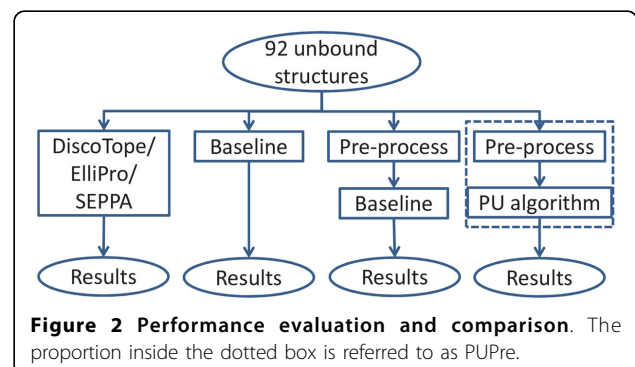 92 unbound
structures
DiscoTope/
ElliPro/
SEPPA
Baseline
Pre-process
Pre-process
Baseline
PU algorithm
Results
Results
Results
Results
Figure 2 Performance evaluation and comparison. The
proportion inside the dotted box is referred to as PUPre.